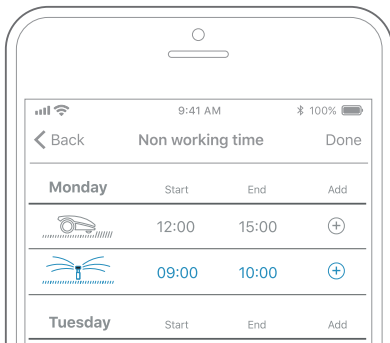 9:41 AM 100%
Back Non working time Done
Monday Start End Add
12:00 15:00
09:00 10:00
Tuesday Start End Add